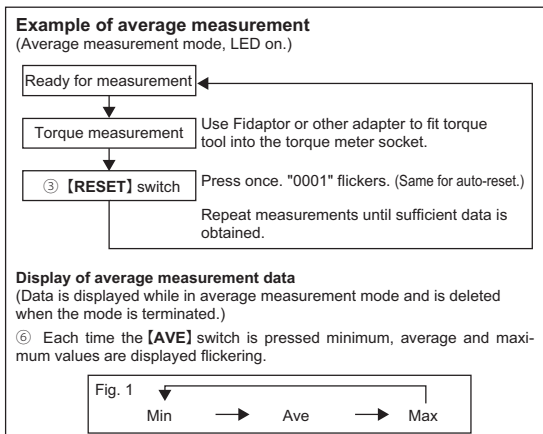 Example of average measurement
(Average measurement mode, LED on.)
Ready for measurement
Torque measurement
Use Fidaptor or other adapter to fit torque
tool into the torque meter socket.
③【RESET】switch
Press once. "0001" flickers. (Same for auto-reset.)
Repeat measurements until sufficient data is
obtained.
Display of average measurement data
(Data is displayed while in average measurement mode and is deleted
when the mode is terminated.)
⑥ Each time the【AVE】switch is pressed minimum, average and maxi-
mum values are displayed flickering.
Fig. 1
Min Ave Max